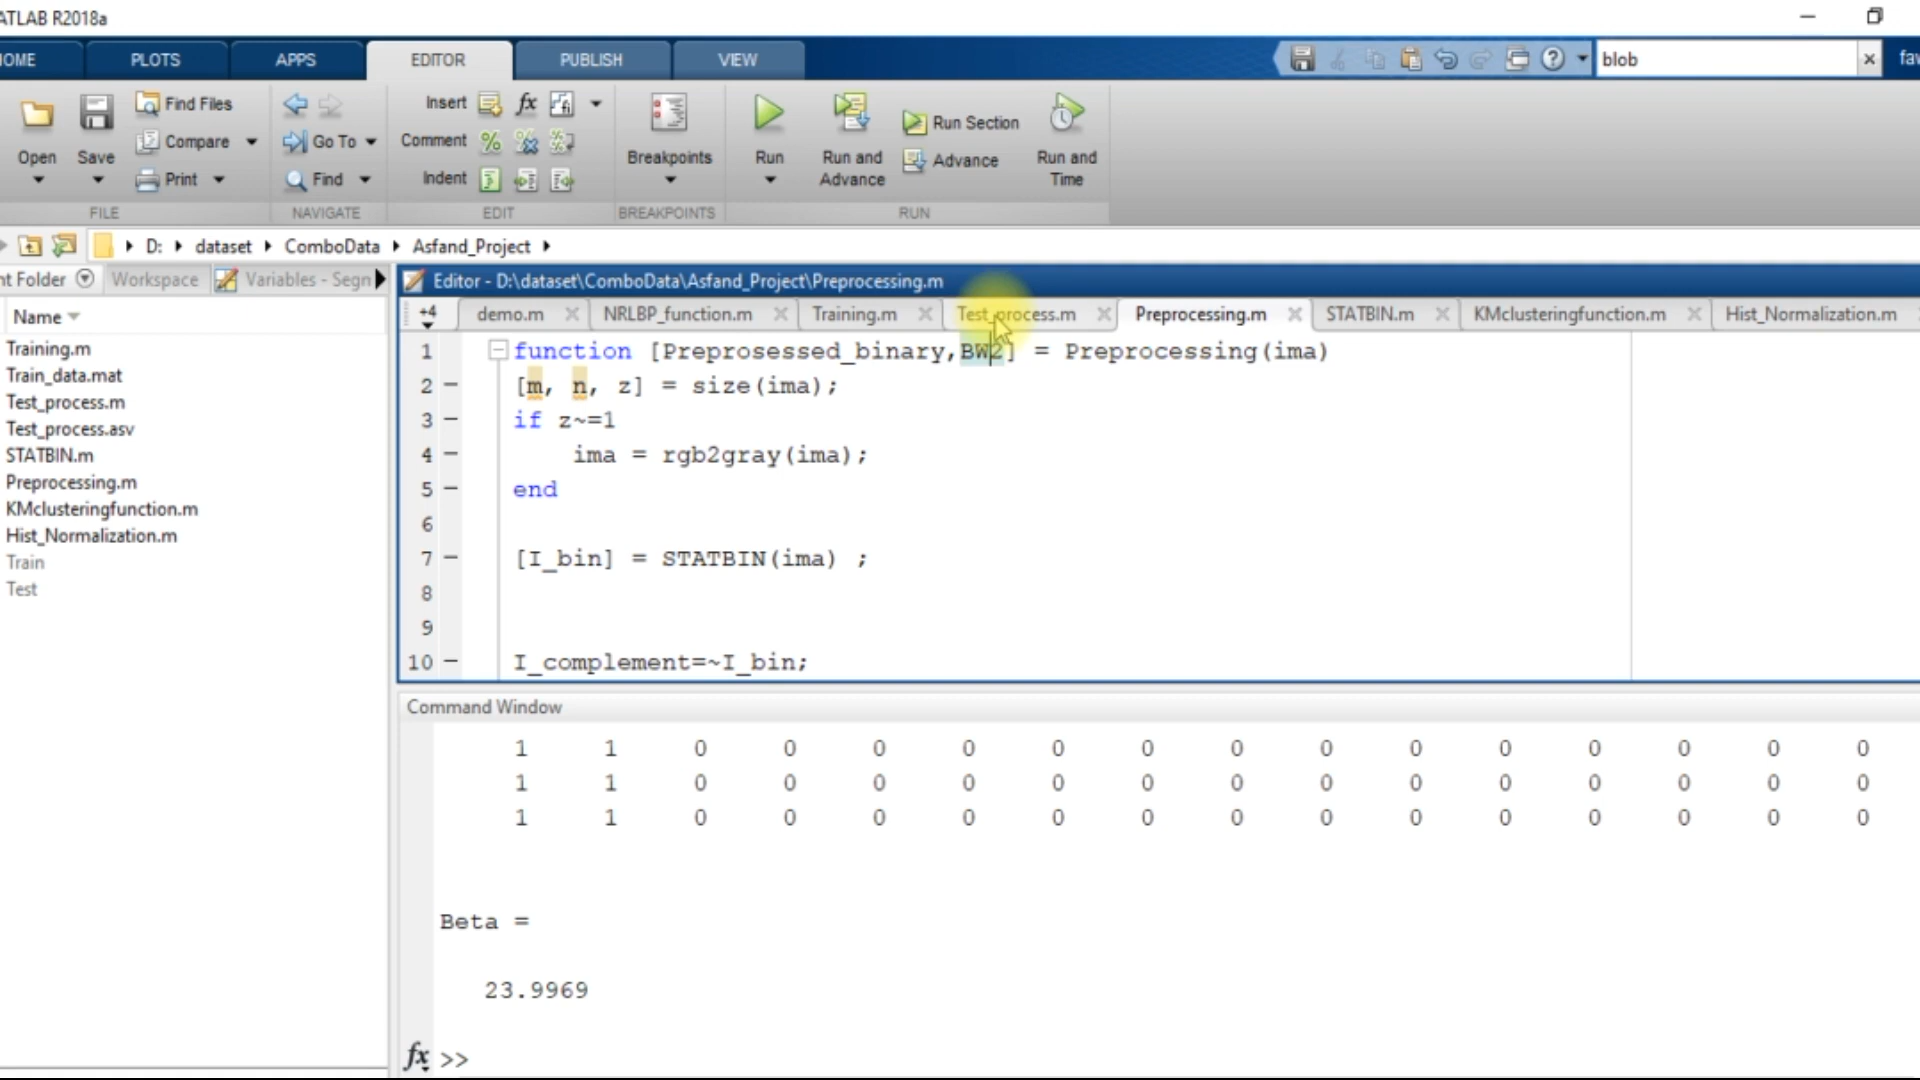 ATLAB R2018a
HOME PLOTS APPS EDITOR PUBLISH VIEW blob
Open Save Find Files Compare Print FILE
Go To Find NAVIGATE
Insert fx Comment Indent EDIT
Breakpoints BREAKPOINTS
Run Run and Advance Run Section Advance Run and Time RUN
D: dataset ComboData Asfand_Project
nt Folder Workspace Variables - Segn
Editor - D:\dataset\ComboData\Asfand_Project\Preprocessing.m
+4 demo.m NRLBP_function.m Training.m Test_process.m Preprocessing.m STATBIN.m KMclusteringfunction.m Hist_Normalization.m
Name
Training.m
Train_data.mat
Test_process.m
Test_process.asv
STATBIN.m
Preprocessing.m
KMclusteringfunction.m
Hist_Normalization.m
Train
Test
1 function [Preprosessed_binary,BW2] = Preprocessing(ima)
2 [m, n, z] = size(ima);
3 if z~=1
4 ima = rgb2gray(ima);
5 end
6
7 [I_bin] = STATBIN(ima) ;
8
9
10 I_complement=~I_bin;
Command Window
1 1 0 0 0 0 0 0 0 0 0 0 0 0 0 0
1 1 0 0 0 0 0 0 0 0 0 0 0 0 0 0
1 1 0 0 0 0 0 0 0 0 0 0 0 0 0 0
Beta =
23.9969
fx >>